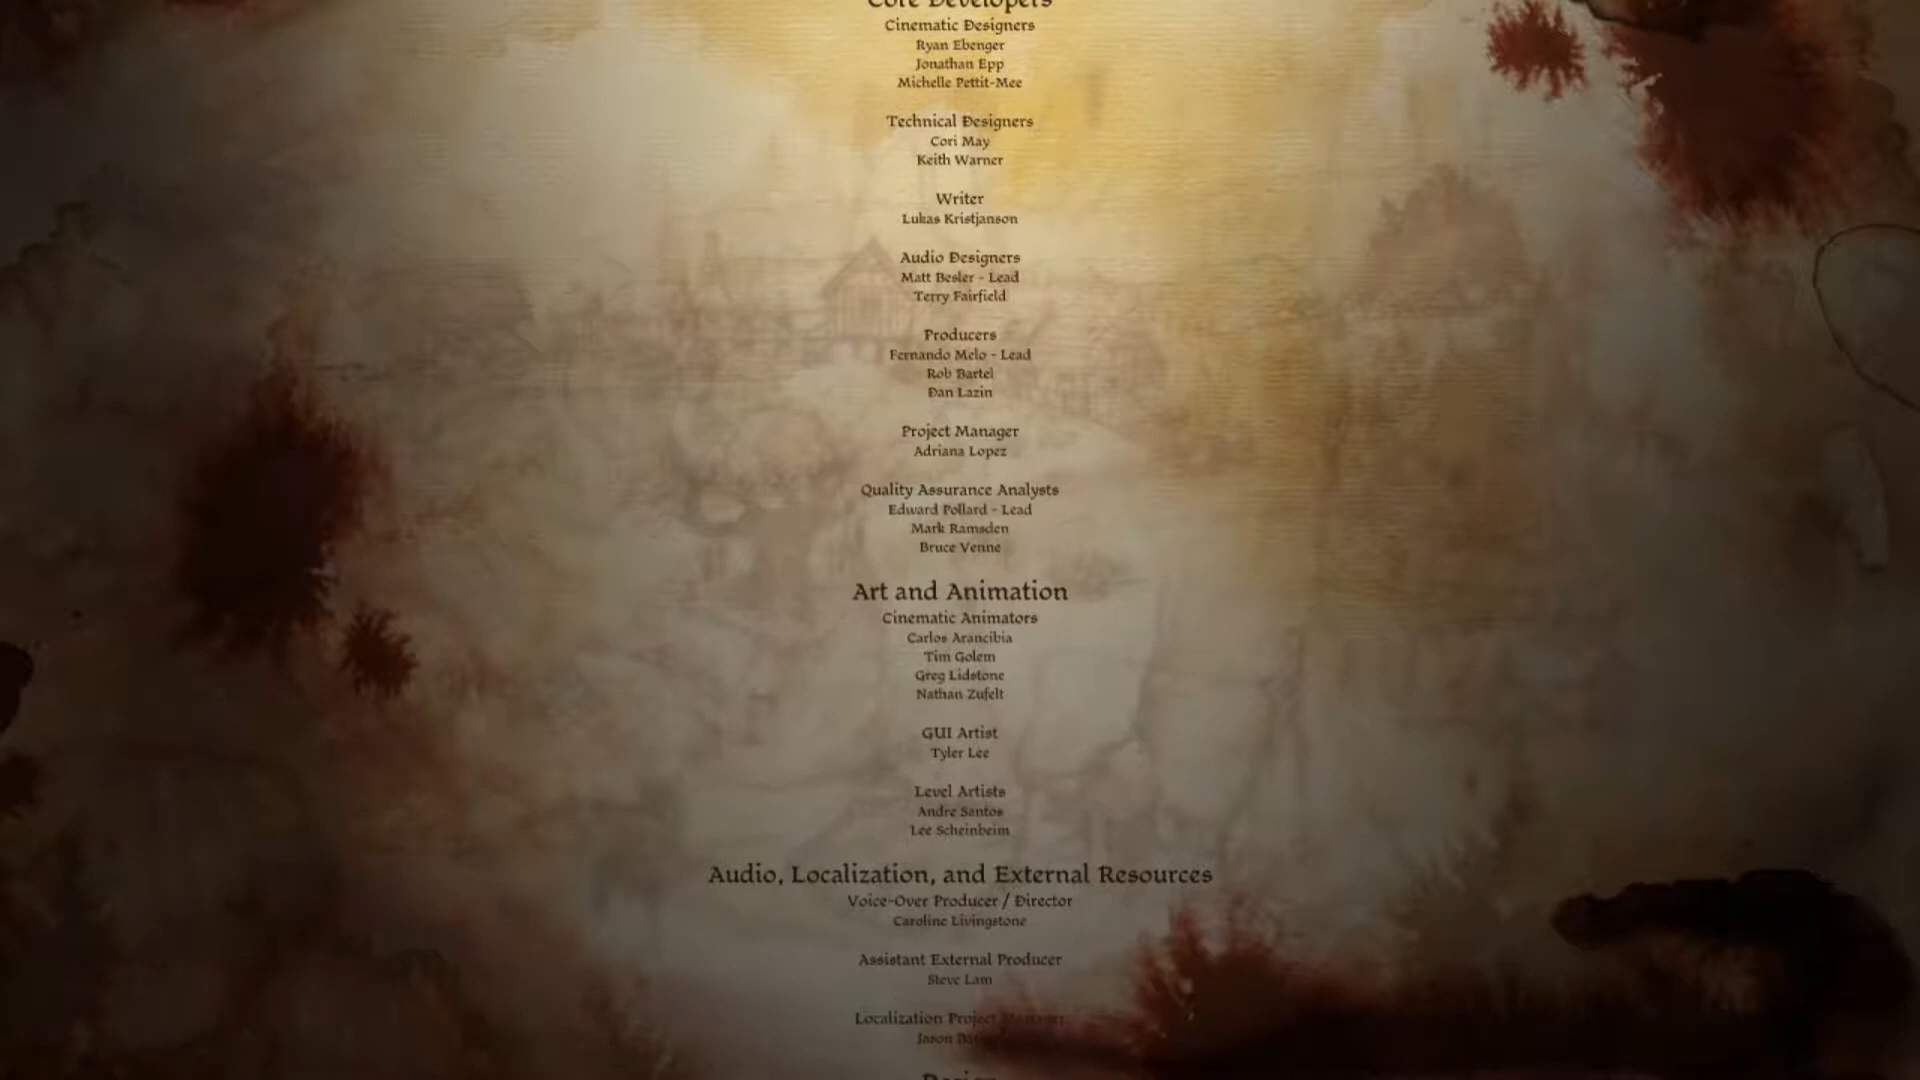 Core Developers
Cinematic Designers
Ryan Ebenger
Jonathan Epp
Michelle Pettit-Mee
Technical Designers
Cori May
Keith Warner
Writer
Lukas Kristjanson
Audio Designers
Matt Besler - Lead
Terry Fairfield
Producers
Fernando Melo - Lead
Rob Bartel
Dan Lazin
Project Manager
Adriana Lopez
Quality Assurance Analysts
Edward Pollard - Lead
Mark Ramsden
Bruce Venne
Art and Animation
Cinematic Animators
Carlos Arancibia
Tim Golem
Greg Lidstone
Nathan Zufelt
GUI Artist
Tyler Lee
Level Artists
Andre Santos
Lee Scheinbeim
Audio, Localization, and External Resources
Voice-Over Producer / Director
Caroline Livingstone
Assistant External Producer
Steve Lam
Localization Project Manager
Jason